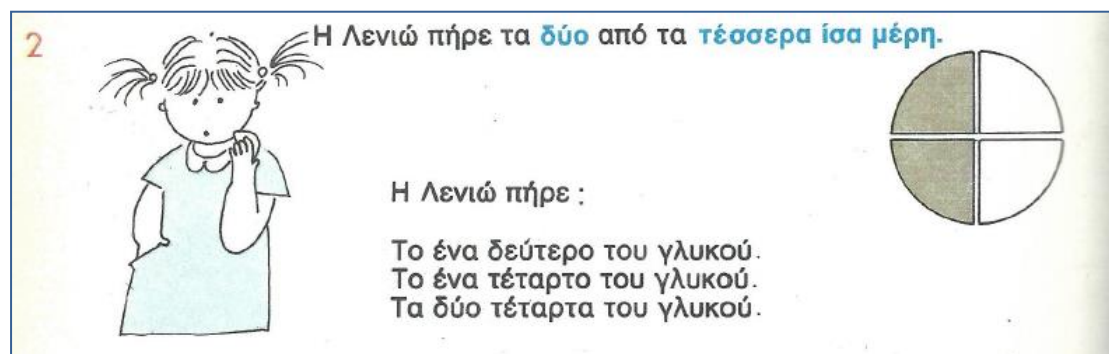 2
Η Λενιώ πήρε τα δύο από τα τέσσερα ίσα μέρη.
Η Λενιώ πήρε :
Το ένα δεύτερο του γλυκού.
Το ένα τέταρτο του γλυκού.
Τα δύο τέταρτα του γλυκού.